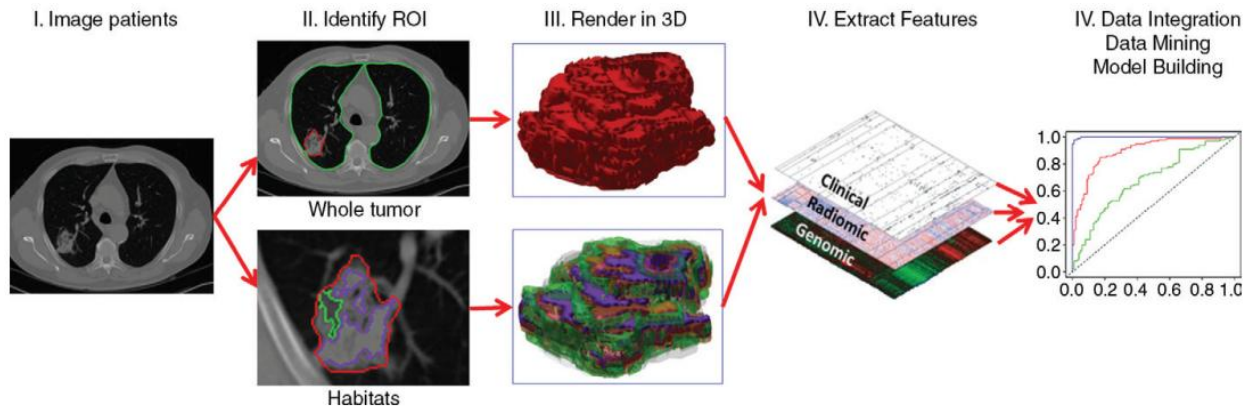 I. Image patients
II. Identify ROI
III. Render in 3D
IV. Extract Features
IV. Data Integration
Data Mining
Model Building
Whole tumor
Habitats
Clinical
Radiomic
Genomic
1.0
0.8
0.6
0.4
0.2
0.0
0.0 0.2 0.4 0.6 0.8 1.0